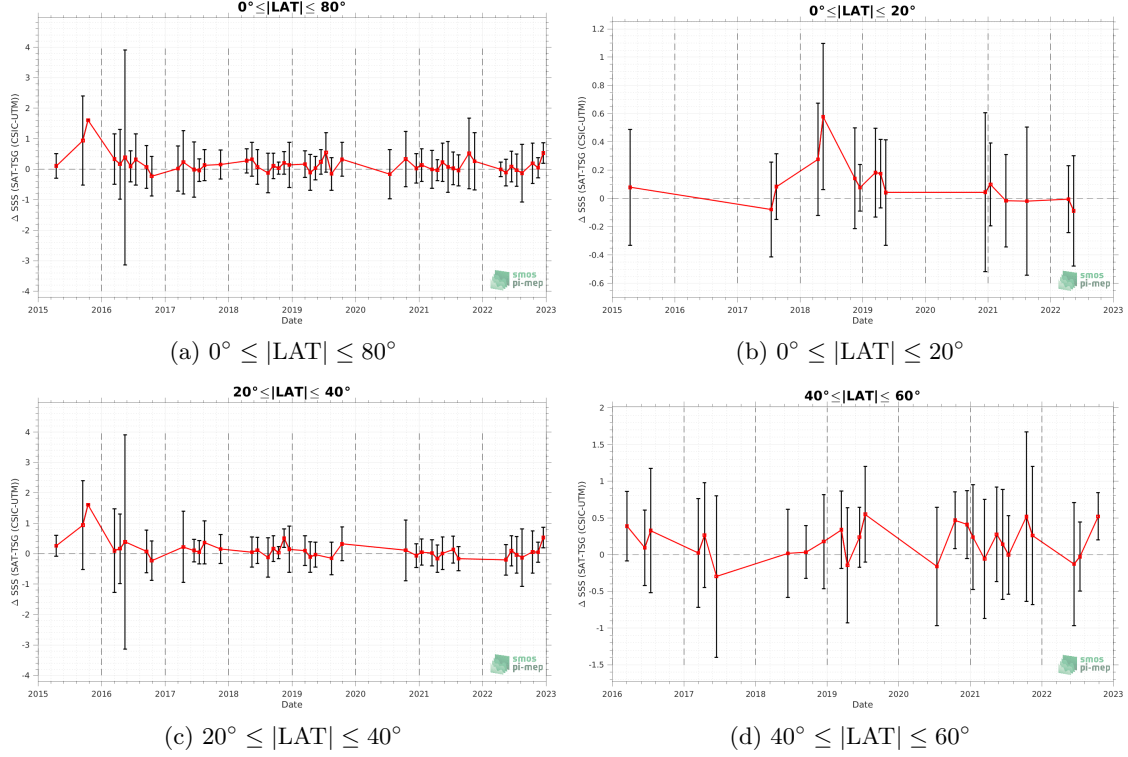 0°≤|LAT|≤ 80°
Δ SSS (SAT-TSG (CSIC-UTM))
4
3
2
1
0
-1
-2
-3
-4
2015 2016 2017 2018 2019 2020 2021 2022 2023
Date
smos
pi-mep
(a) 0° ≤ |LAT| ≤ 80°
0°≤|LAT|≤ 20°
Δ SSS (SAT-TSG (CSIC-UTM))
1.2
1
0.8
0.6
0.4
0.2
0
-0.2
-0.4
-0.6
2015 2016 2017 2018 2019 2020 2021 2022 2023
Date
smos
pi-mep
(b) 0° ≤ |LAT| ≤ 20°
20°≤|LAT|≤ 40°
Δ SSS (SAT-TSG (CSIC-UTM))
4
3
2
1
0
-1
-2
-3
-4
2015 2016 2017 2018 2019 2020 2021 2022 2023
Date
smos
pi-mep
(c) 20° ≤ |LAT| ≤ 40°
40°≤|LAT|≤ 60°
Δ SSS (SAT-TSG (CSIC-UTM))
2
1.5
1
0.5
0
-0.5
-1
-1.5
2016 2017 2018 2019 2020 2021 2022 2023
Date
smos
pi-mep
(d) 40° ≤ |LAT| ≤ 60°